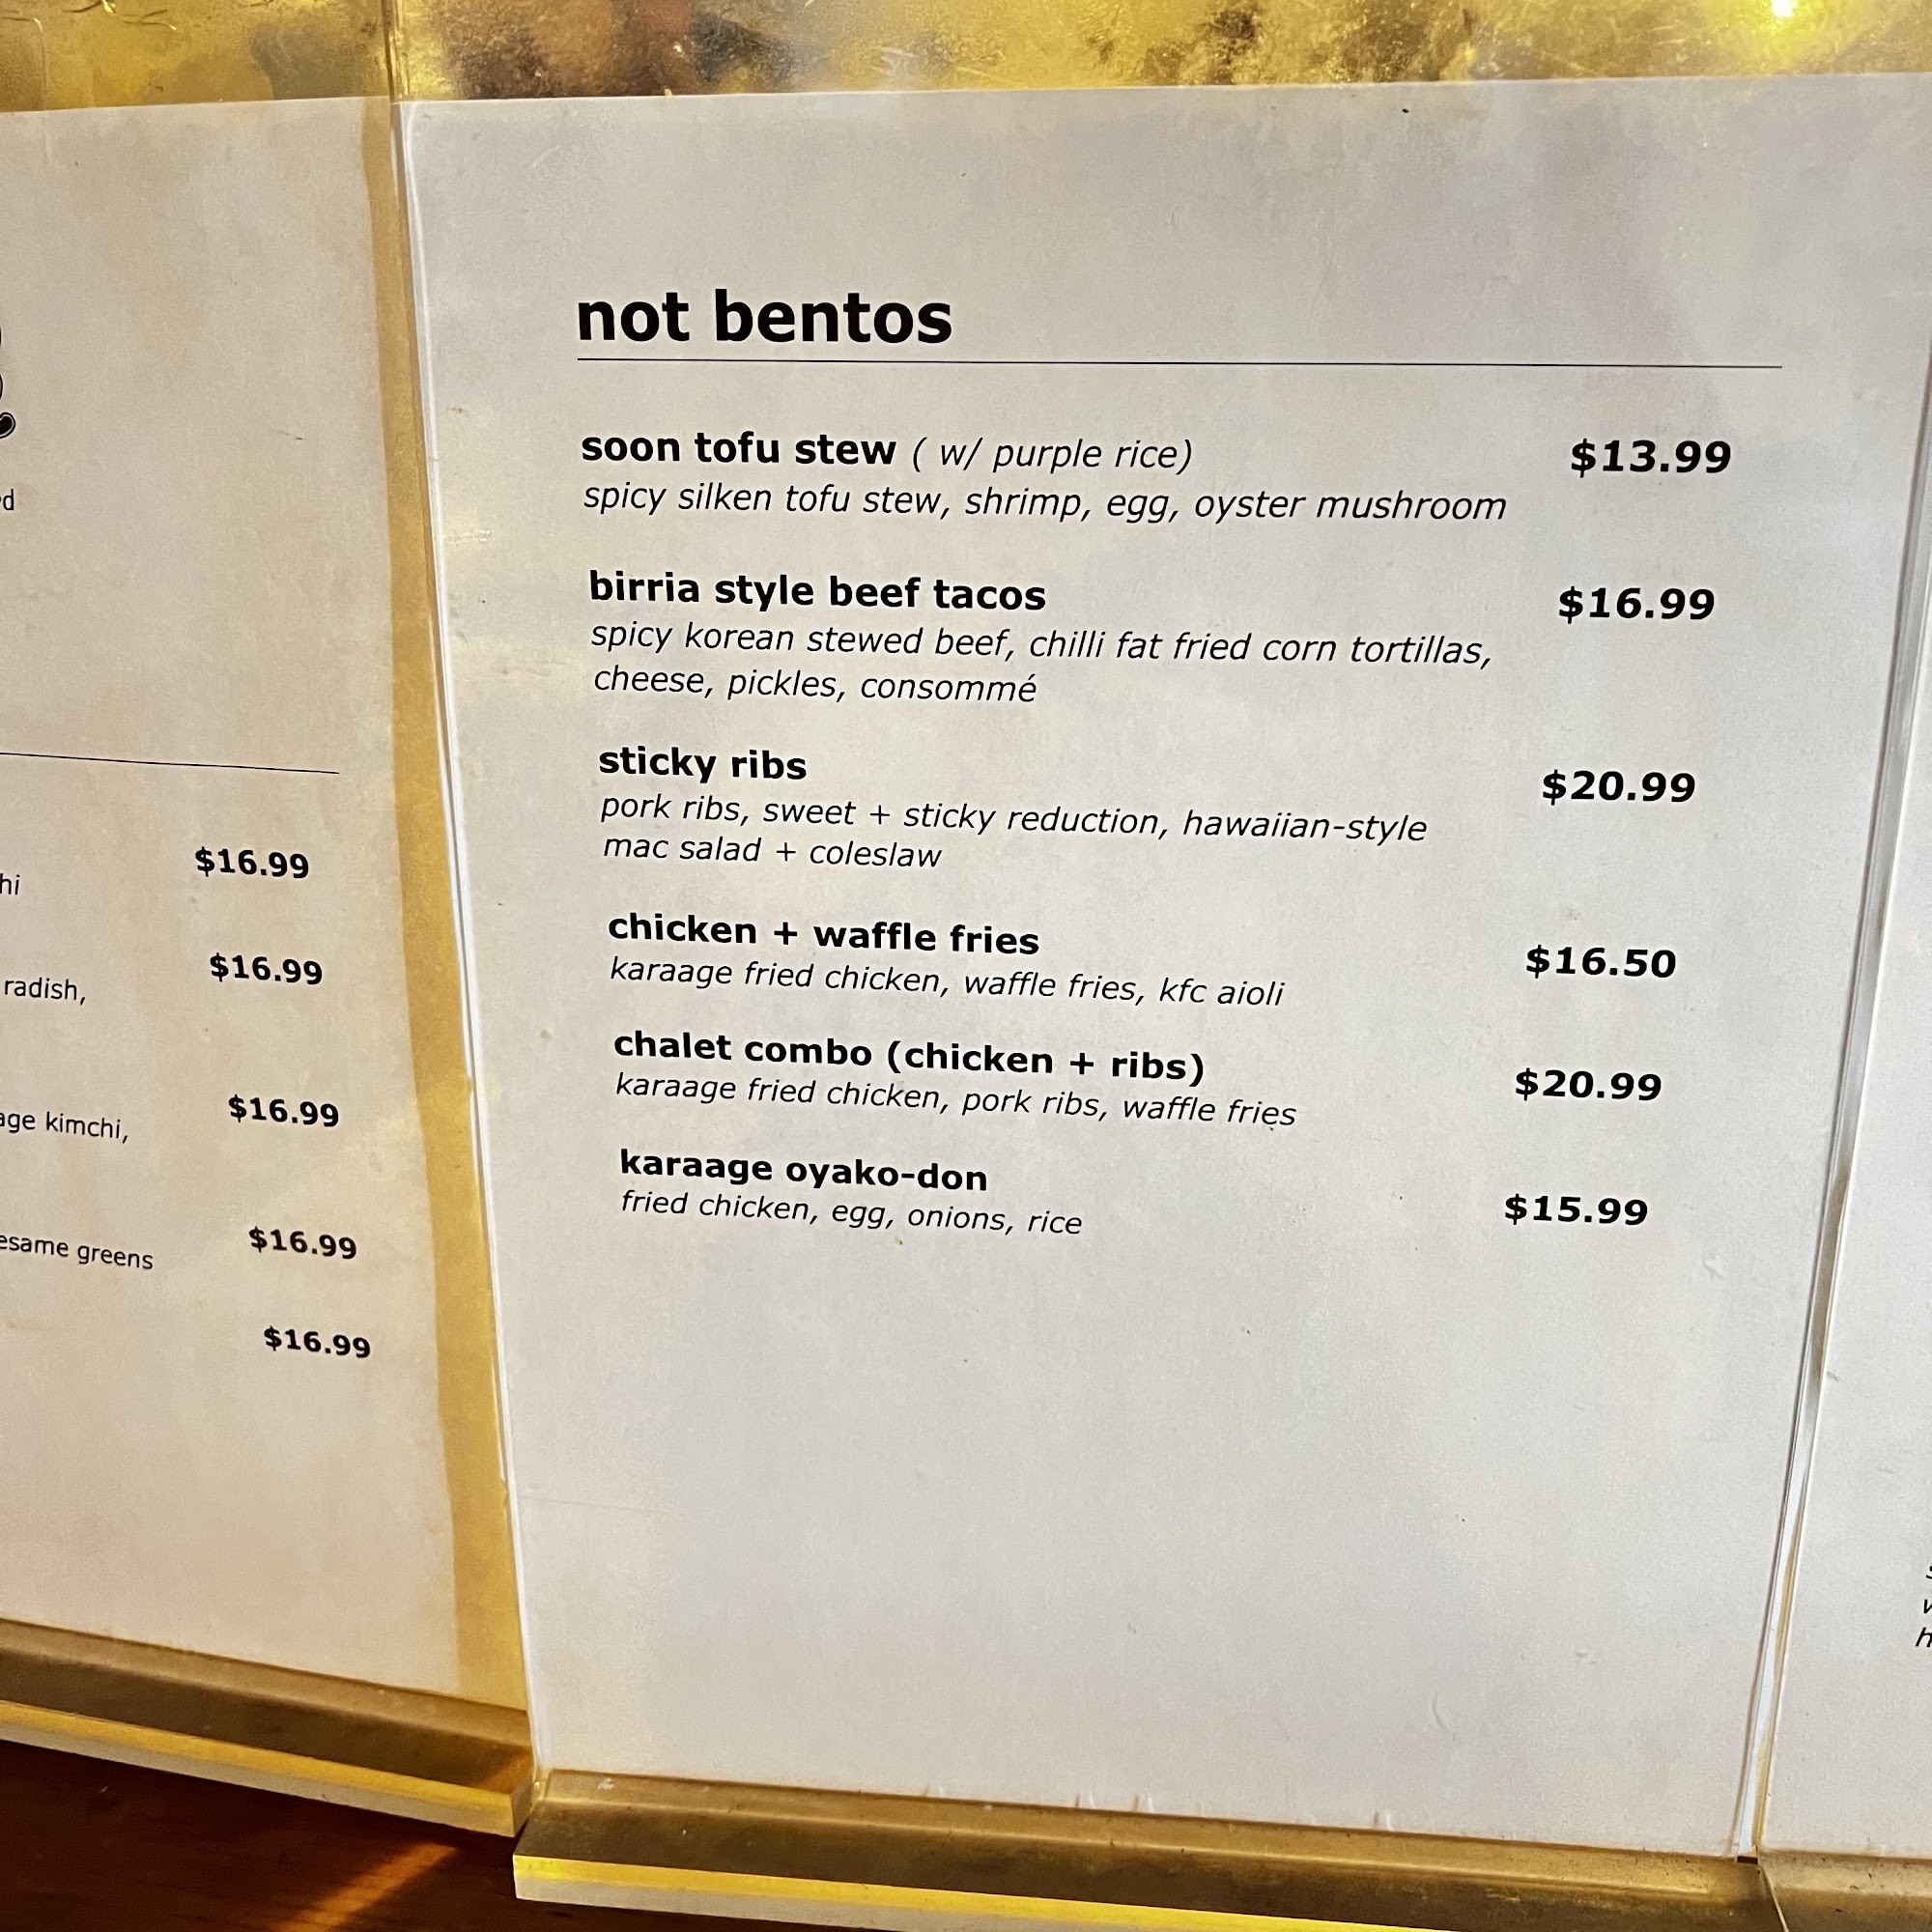 ed
$16.99
hi
$16.99
radish,
$16.99
age kimchi,
$16.99
esame greens
$16.99
not bentos
soon tofu stew ( w/ purple rice) $13.99
spicy silken tofu stew, shrimp, egg, oyster mushroom
birria style beef tacos $16.99
spicy korean stewed beef, chilli fat fried corn tortillas,
cheese, pickles, consommé
sticky ribs $20.99
pork ribs, sweet + sticky reduction, hawaiian-style
mac salad + coleslaw
chicken + waffle fries $16.50
karaage fried chicken, waffle fries, kfc aioli
chalet combo (chicken + ribs) $20.99
karaage fried chicken, pork ribs, waffle fries
karaage oyako-don $15.99
fried chicken, egg, onions, rice